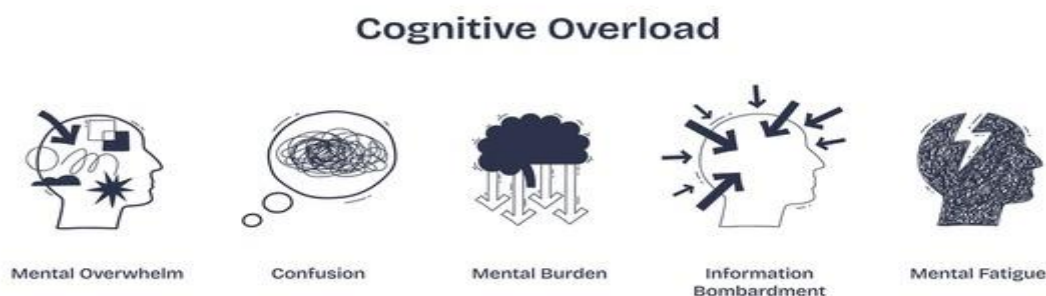 Cognitive Overload
Mental Overwhelm
Confusion
Mental Burden
Information
Bombardment
Mental Fatigue